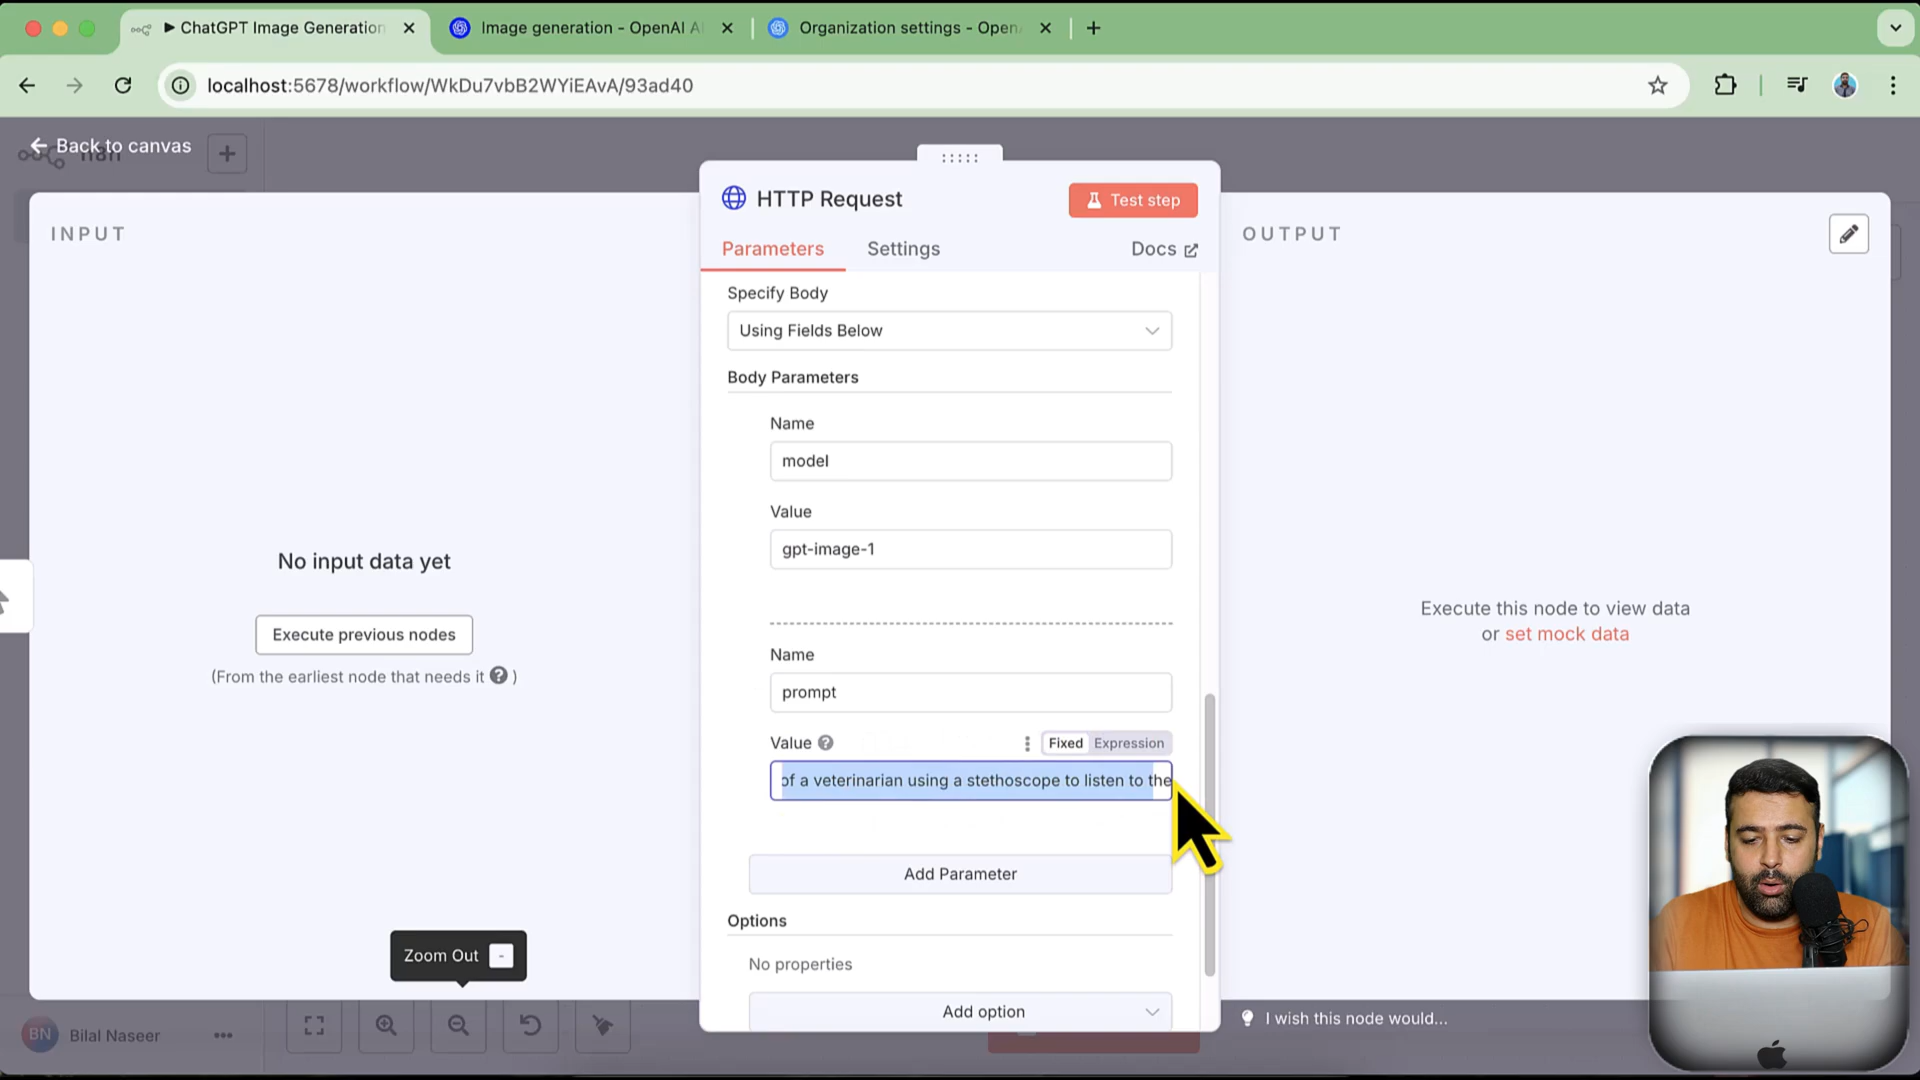 ChatGPT Image Generation
Image generation - OpenAI A
Organization settings - Open
localhost:5678/workflow/WkDu7vbB2WYiEAvA/93ad40
Back to canvas
n8n
HTTP Request
Test step
INPUT
Parameters
Settings
Docs
OUTPUT
Specify Body
Using Fields Below
Body Parameters
Name
model
Value
gpt-image-1
No input data yet
Execute previous nodes
(From the earliest node that needs it ? )
Execute this node to view data
or set mock data
Name
prompt
Value ?
Fixed
Expression
of a veterinarian using a stethoscope to listen to the
Add Parameter
Options
No properties
Add option
Zoom Out -
BN
Bilal Naseer
I wish this node would...